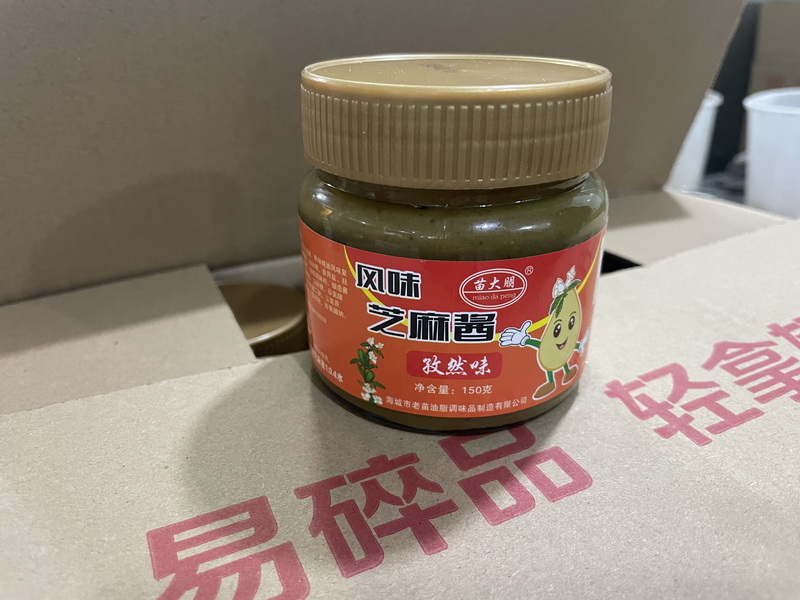 苗大朋
®
miao da peng
风味
芝麻酱
孜然味
净含量：150克
海城市老苗油脂调味品制造有限公司
易碎品
轻拿